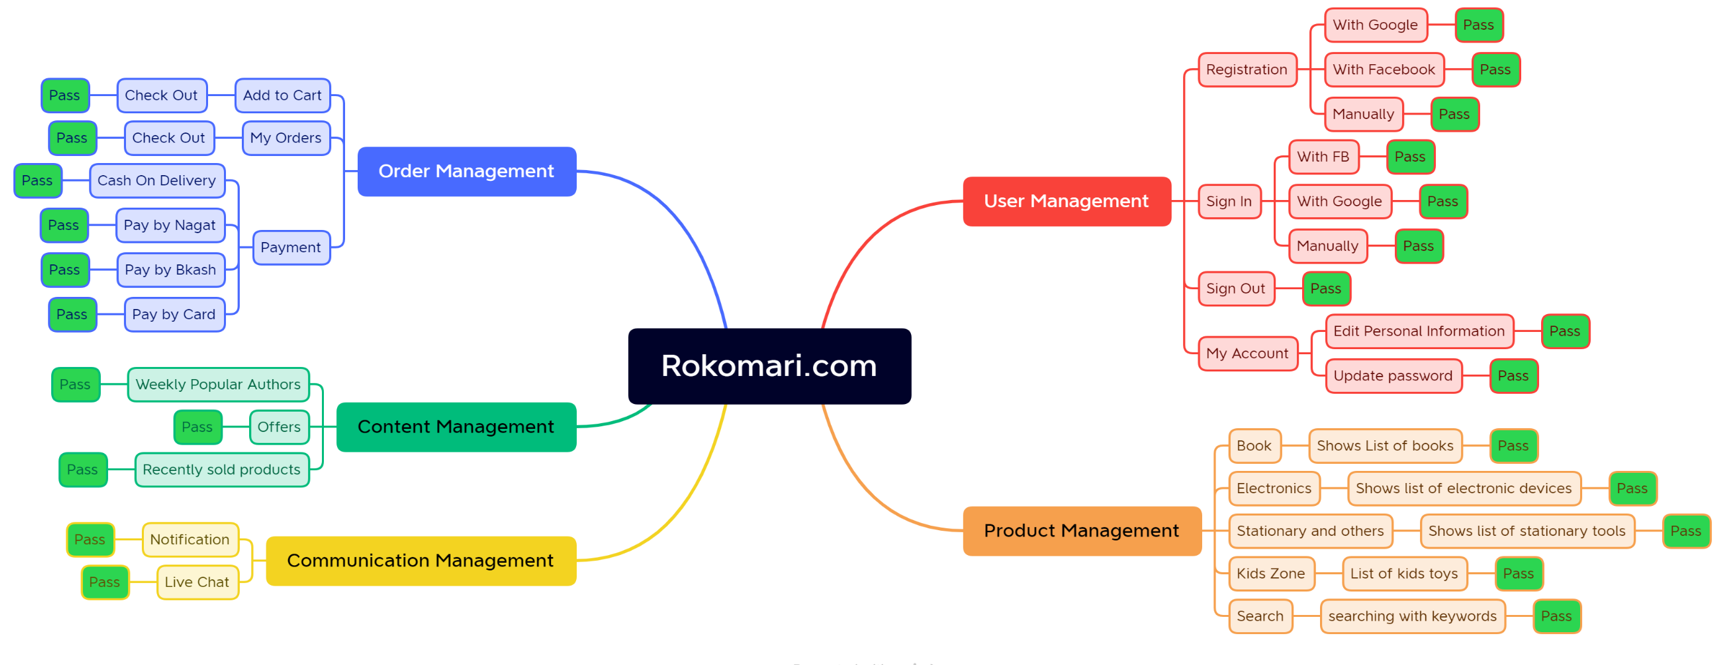 Rokomari.com
Order Management
Add to Cart
Check Out
Pass
My Orders
Check Out
Pass
Payment
Cash On Delivery
Pass
Pay by Nagat
Pass
Pay by Bkash
Pass
Pay by Card
Pass
Content Management
Weekly Popular Authors
Pass
Offers
Pass
Recently sold products
Pass
Communication Management
Notification
Pass
Live Chat
Pass
User Management
Registration
With Google
Pass
With Facebook
Pass
Manually
Pass
Sign In
With FB
Pass
With Google
Pass
Manually
Pass
Sign Out
Pass
My Account
Edit Personal Information
Pass
Update password
Pass
Product Management
Book
Shows List of books
Pass
Electronics
Shows list of electronic devices
Pass
Stationary and others
Shows list of stationary tools
Pass
Kids Zone
List of kids toys
Pass
Search
searching with keywords
Pass